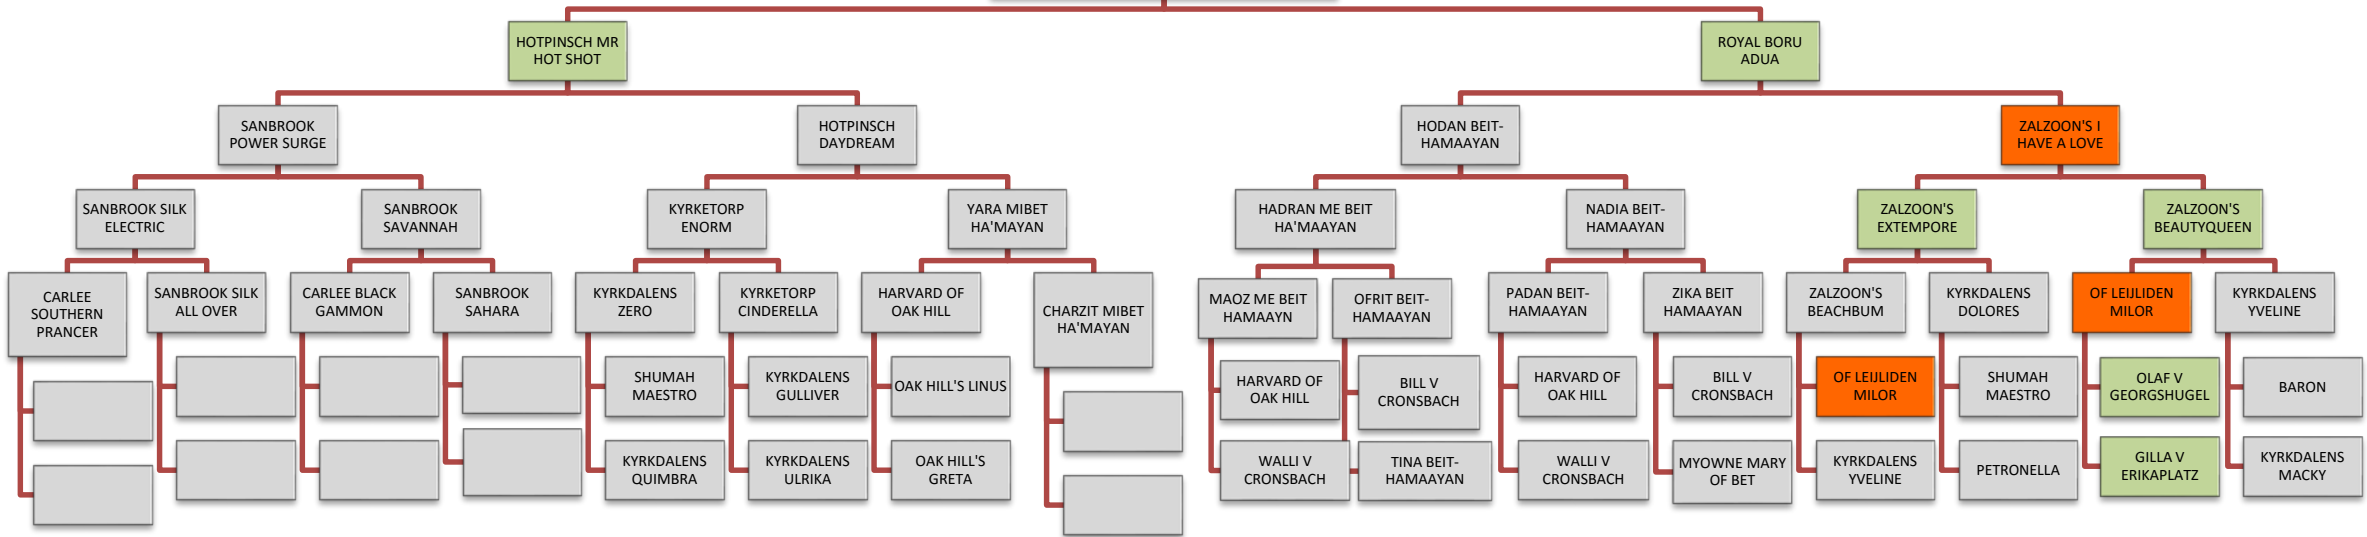 HOTPINSCH MR
HOT SHOT
ROYAL BORU
ADUA
SANBROOK
POWER SURGE
HOTPINSCH
DAYDREAM
HODAN BEIT-
HAMAAYAN
ZALZOON'S I
HAVE A LOVE
SANBROOK SILK
ELECTRIC
SANBROOK
SAVANNAH
KYRKETORP
ENORM
YARA MIBET
HA'MAYAN
HADRAN ME BEIT
HA'MAAYAN
NADIA BEIT-
HAMAAYAN
ZALZOON'S
EXTEMPORE
ZALZOON'S
BEAUTYQUEEN
CARLEE
SOUTHERN
PRANCER
SANBROOK SILK
ALL OVER
CARLEE BLACK
GAMMON
SANBROOK
SAHARA
KYRKDALENS
ZERO
KYRKETORP
CINDERELLA
HARVARD OF
OAK HILL
CHARZIT MIBET
HA'MAYAN
MAOZ ME BEIT
HAMAAYN
OFRIT BEIT-
HAMAAYAN
PADAN BEIT-
HAMAAYAN
ZIKA BEIT
HAMAAYAN
ZALZOON'S
BEACHBUM
KYRKDALENS
DOLORES
OF LEIJLIDEN
MILOR
KYRKDALENS
YVELINE
SHUMAH
MAESTRO
KYRKDALENS
GULLIVER
OAK HILL'S LINUS
HARVARD OF
OAK HILL
BILL V
CRONSBACH
HARVARD OF
OAK HILL
BILL V
CRONSBACH
OF LEIJLIDEN
MILOR
SHUMAH
MAESTRO
OLAF V
GEORGSHUGEL
BARON
KYRKDALENS
QUIMBRA
KYRKDALENS
ULRIKA
OAK HILL'S
GRETA
WALLI V
CRONSBACH
TINA BEIT-
HAMAAYAN
WALLI V
CRONSBACH
MYOWNE MARY
OF BET
KYRKDALENS
YVELINE
PETRONELLA
GILLA V
ERIKAPLATZ
KYRKDALENS
MACKY